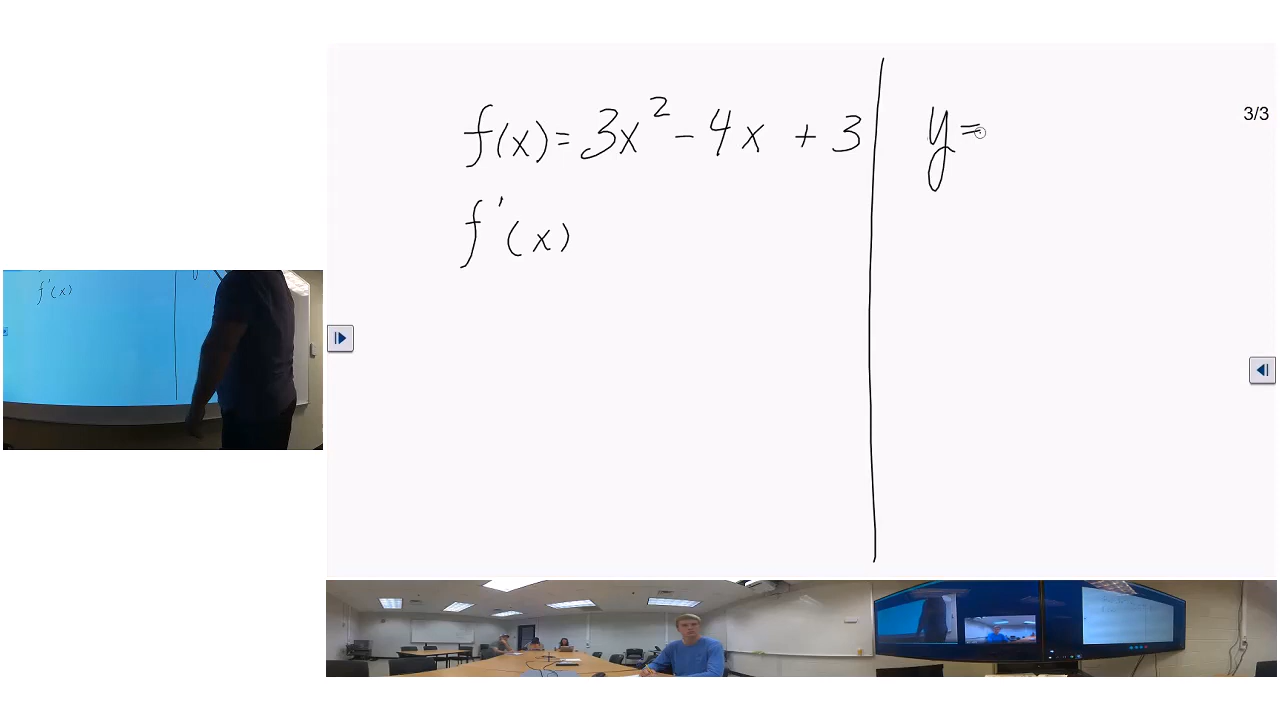 f(x) = 3x² - 4x + 3
f'(x)
y =
3/3
f'(x)